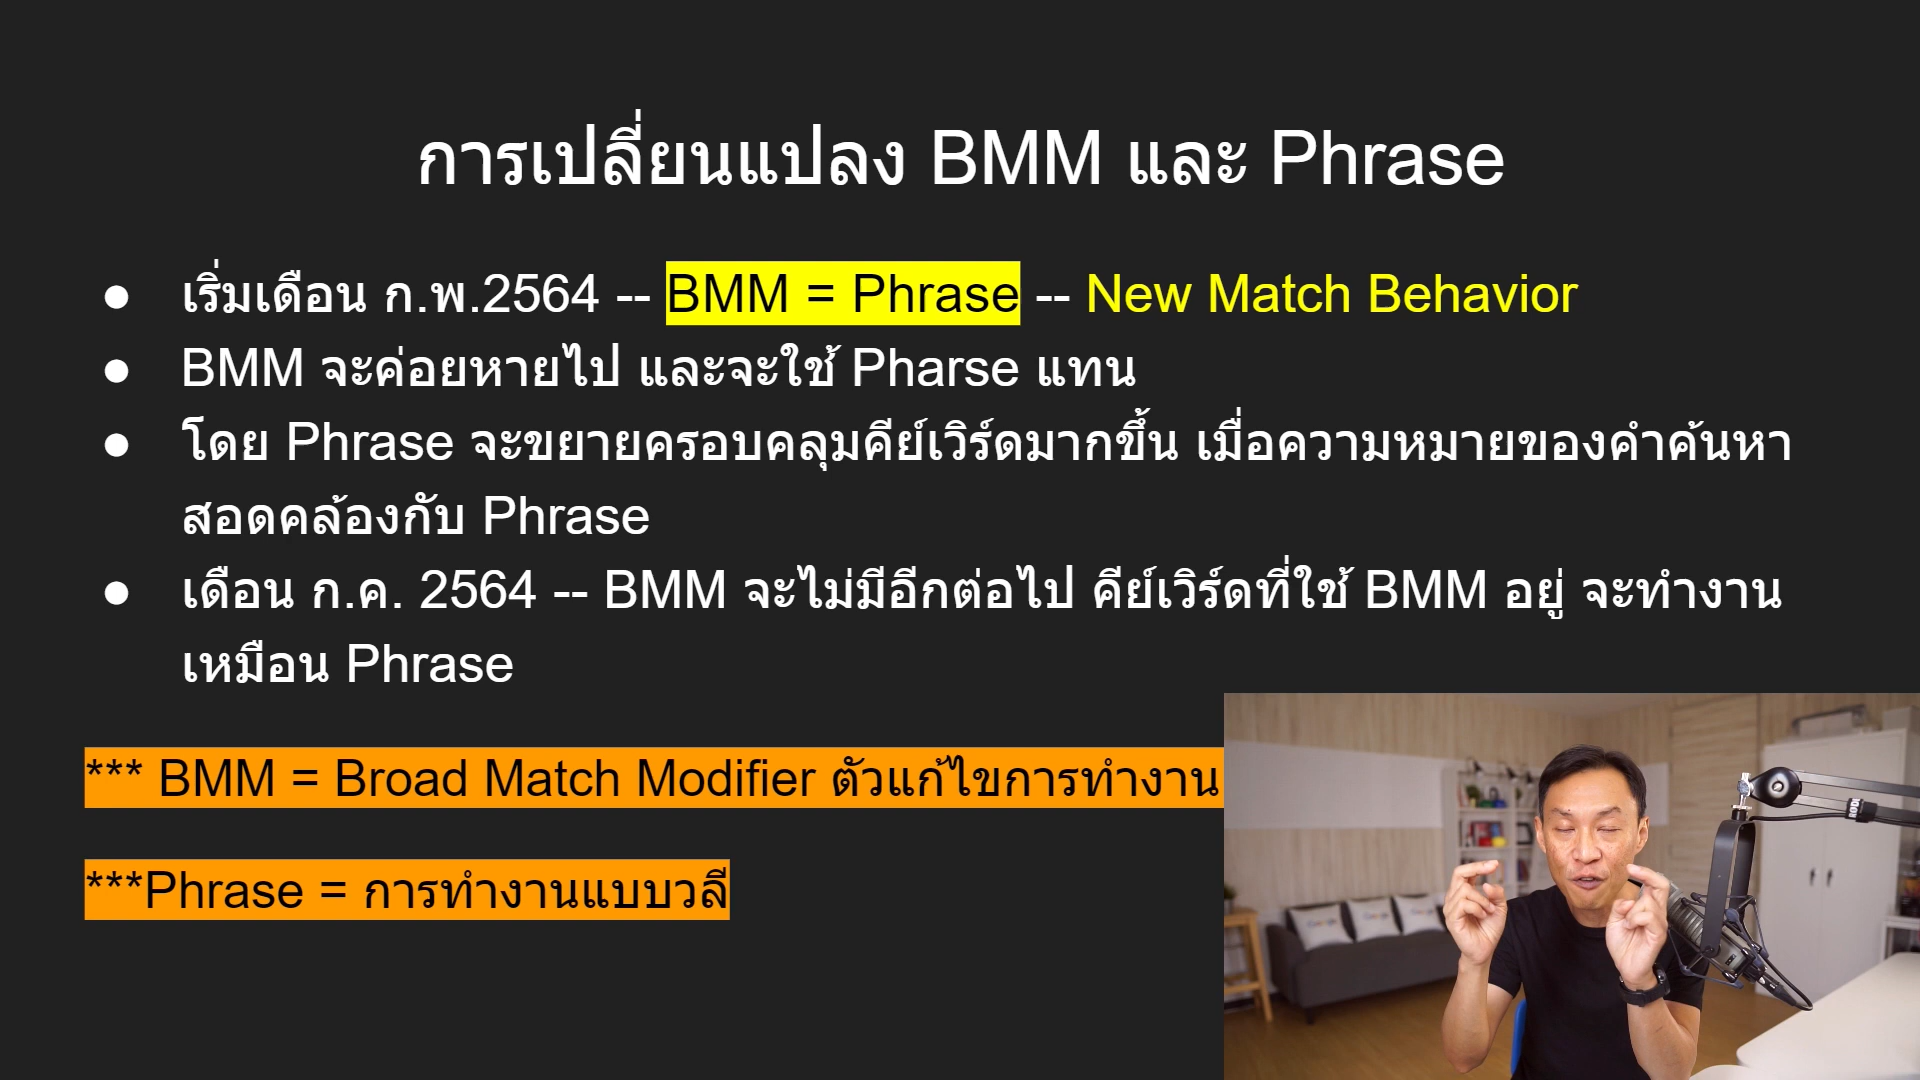 การเปลี่ยนแปลง BMM และ Phrase
● เริ่มเดือน ก.พ.2564 -- BMM = Phrase -- New Match Behavior
● BMM จะค่อยหายไป และจะใช้ Pharse แทน
● โดย Phrase จะขยายครอบคลุมคีย์เวิร์ดมากขึ้น เมื่อความหมายของคำค้นหา
สอดคล้องกับ Phrase
● เดือน ก.ค. 2564 -- BMM จะไม่มีอีกต่อไป คีย์เวิร์ดที่ใช้ BMM อยู่ จะทำงาน
เหมือน Phrase
*** BMM = Broad Match Modifier ตัวแก้ไขการทำงาน
***Phrase = การทำงานแบบวลี
RØDE